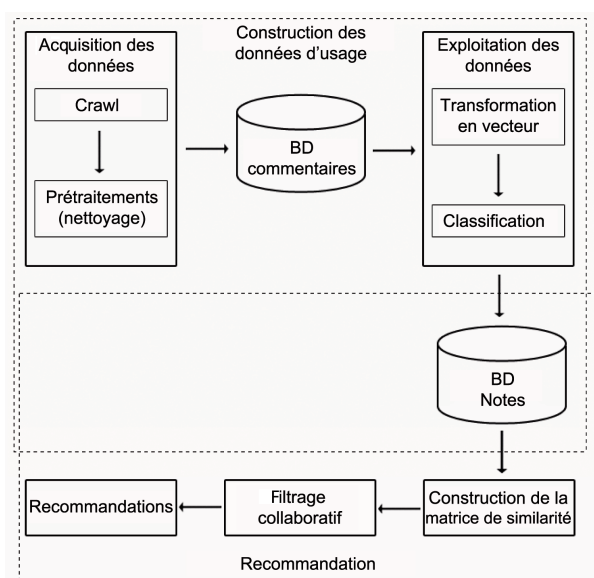 Construction des
données d'usage
Acquisition des
données
Crawl
Prétraitements
(nettoyage)
BD
commentaires
Exploitation des
données
Transformation
en vecteur
Classification
BD
Notes
Construction de la
matrice de similarité
Filtrage
collaboratif
Recommandations
Recommandation